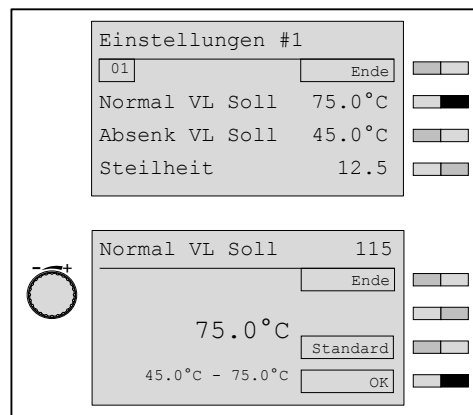 Einstellungen #1
01 Ende
Normal VL Soll 75.0°C
Absenk VL Soll 45.0°C
Steilheit 12.5
Normal VL Soll 115
Ende
- +
75.0°C
Standard
45.0°C - 75.0°C OK